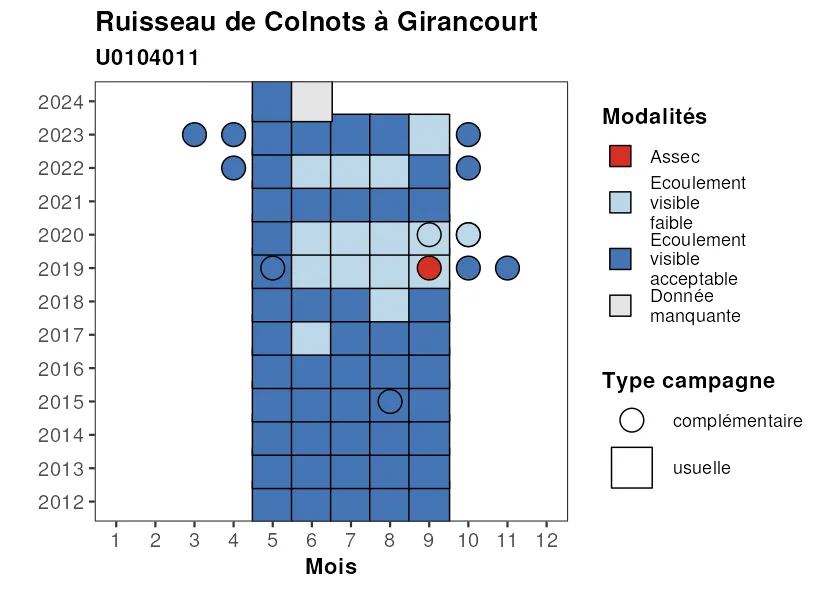 Ruisseau de Colnots à Girancourt
U0104011
2024
2023
2022
2021
2020
2019
2018
2017
2016
2015
2014
2013
2012
1 2 3 4 5 6 7 8 9 10 11 12
Mois
Modalités
Assec
Ecoulement
visible
faible
Ecoulement
visible
acceptable
Donnée
manquante
Type campagne
complémentaire
usuelle